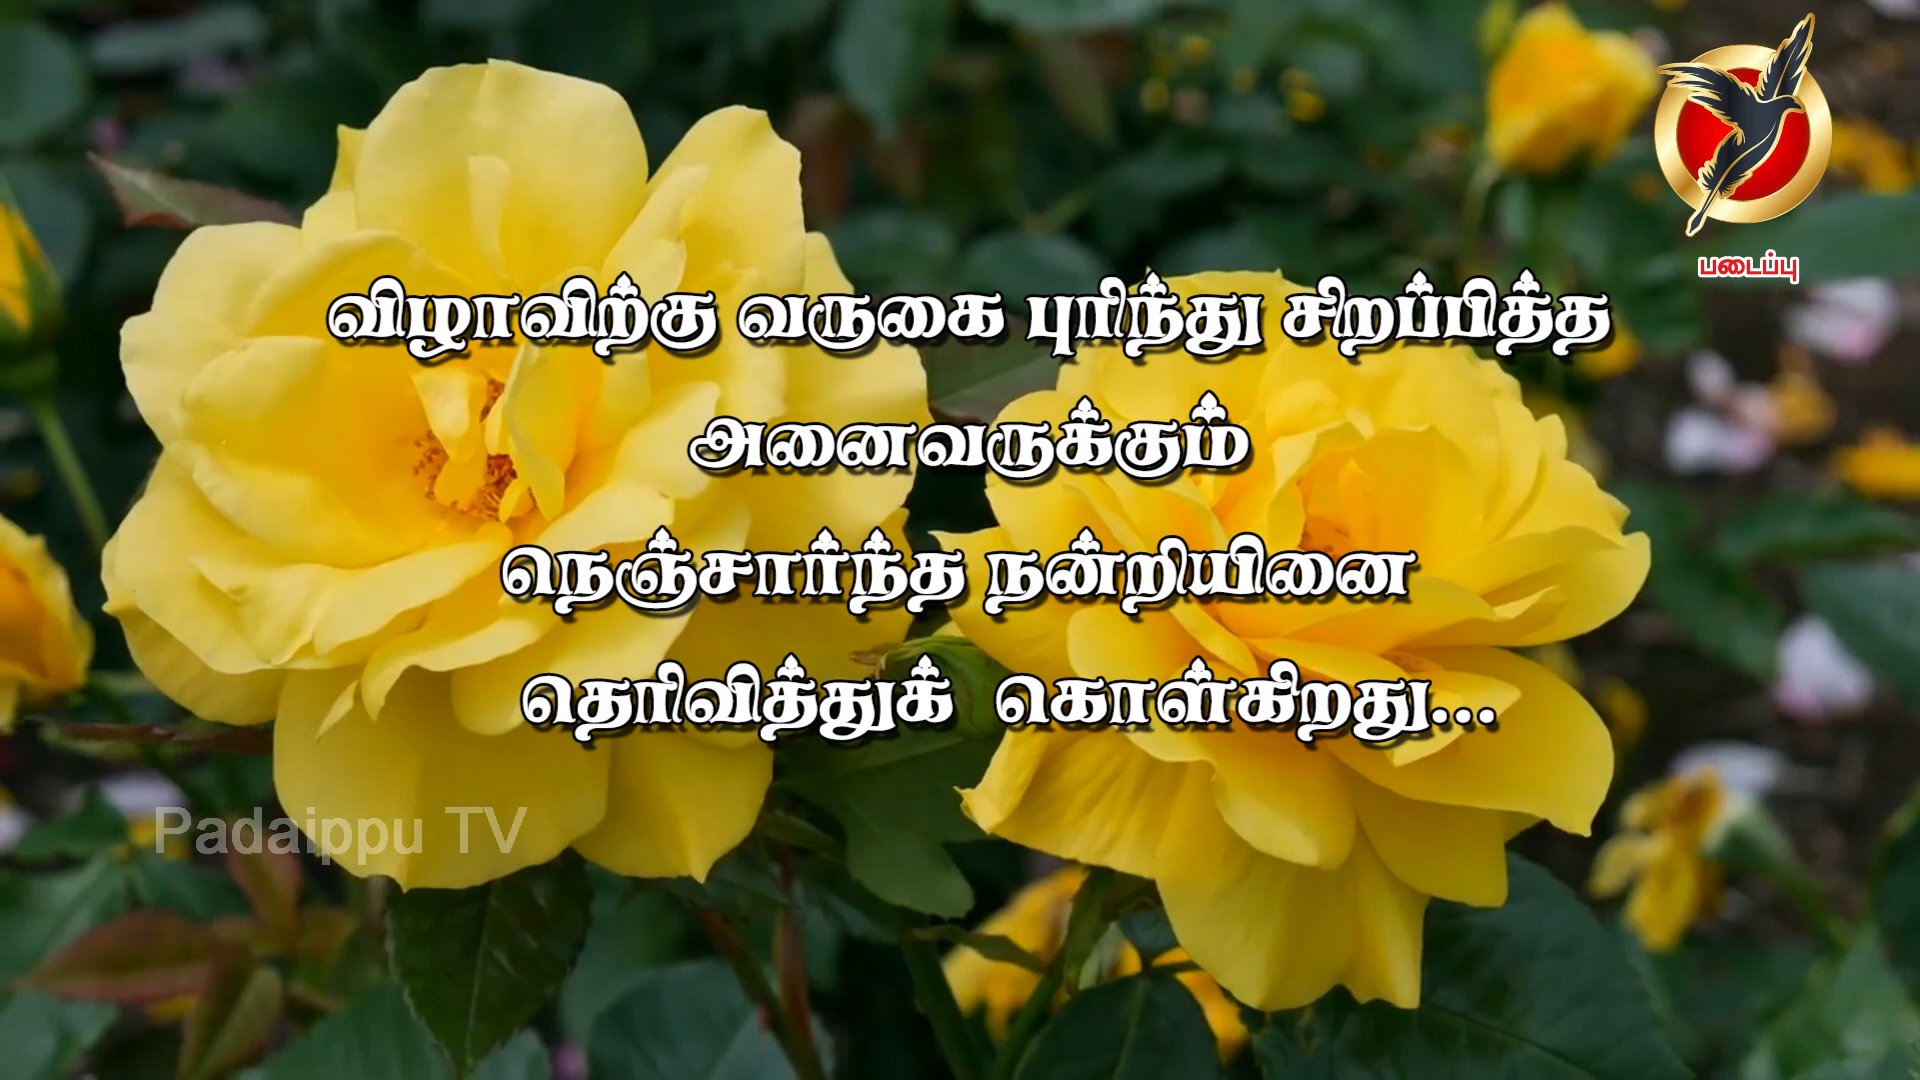 படைப்பு
விழாவிற்கு வருகை புரிந்து சிறப்பித்த
அனைவருக்கும்
நெஞ்சார்ந்த நன்றியினை
தெரிவித்துக் கொள்கிறது...
Padaippu TV